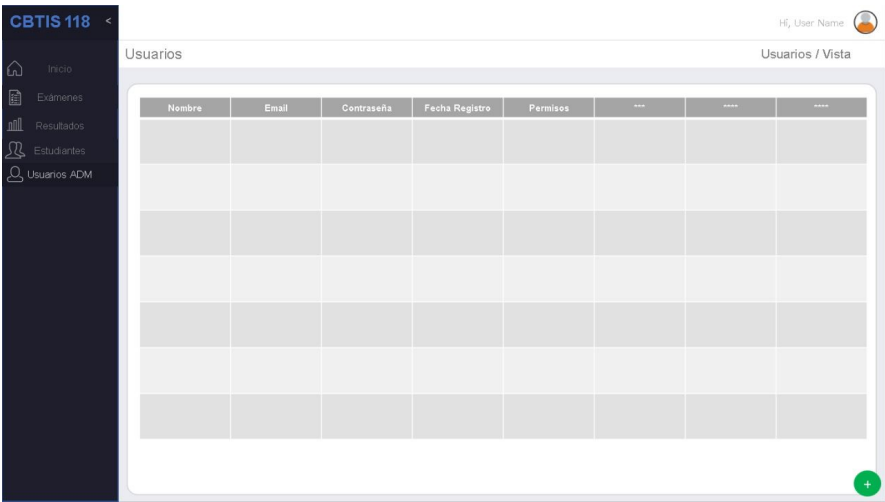 CBTIS 118 <
Hi, User Name
Usuarios
Usuarios / Vista
Inicio
Exámenes
Resultados
Estudiantes
Usuarios ADM
Nombre Email Contraseña Fecha Registro Permisos *** **** ****
+